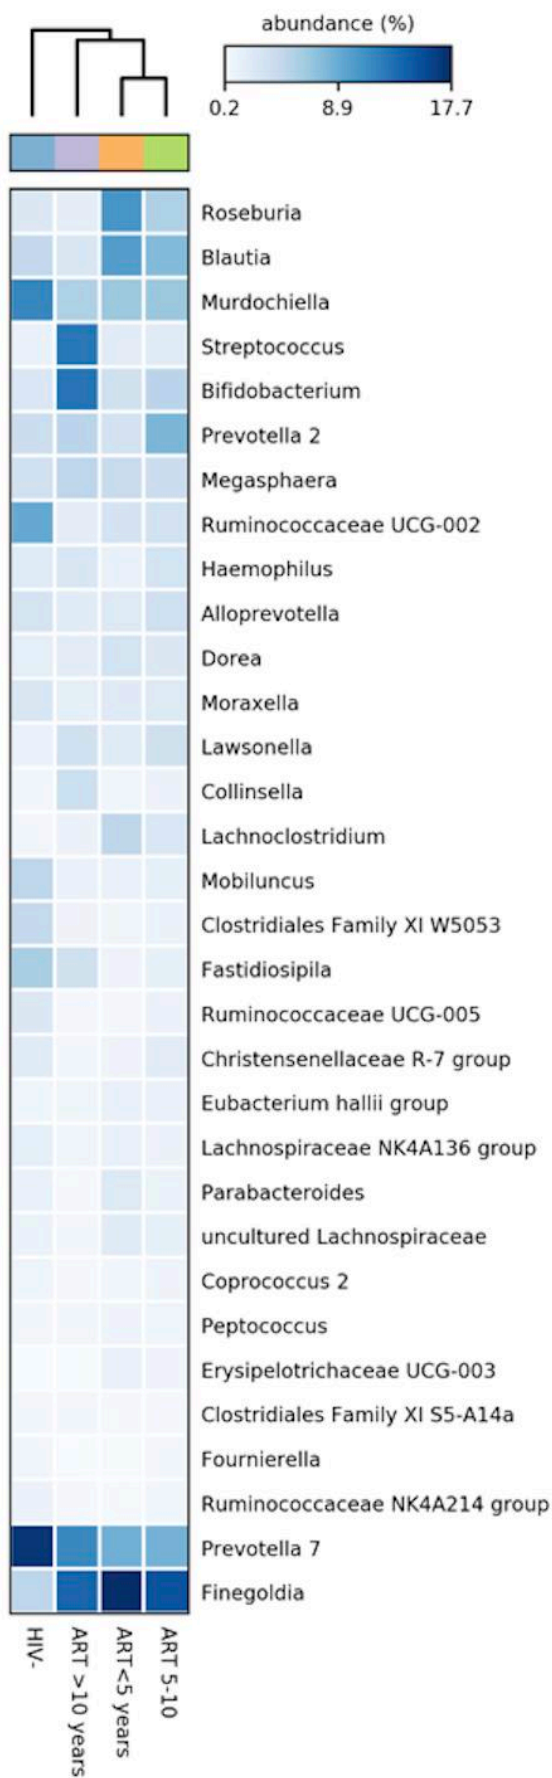 abundance (%)
0.2 8.9 17.7
Roseburia
Blautia
Murdochiella
Streptococcus
Bifidobacterium
Prevotella 2
Megasphaera
Ruminococcaceae UCG-002
Haemophilus
Alloprevotella
Dorea
Moraxella
Lawsonella
Collinsella
Lachnoclostridium
Mobiluncus
Clostridiales Family XI W5053
Fastidiosipila
Ruminococcaceae UCG-005
Christensenellaceae R-7 group
Eubacterium hallii group
Lachnospiraceae NK4A136 group
Parabacteroides
uncultured Lachnospiraceae
Coprococcus 2
Peptococcus
Erysipelotrichaceae UCG-003
Clostridiales Family XI S5-A14a
Fournierella
Ruminococcaceae NK4A214 group
Prevotella 7
Finegoldia
HIV-
ART >10 years
ART<5 years
ART 5-10